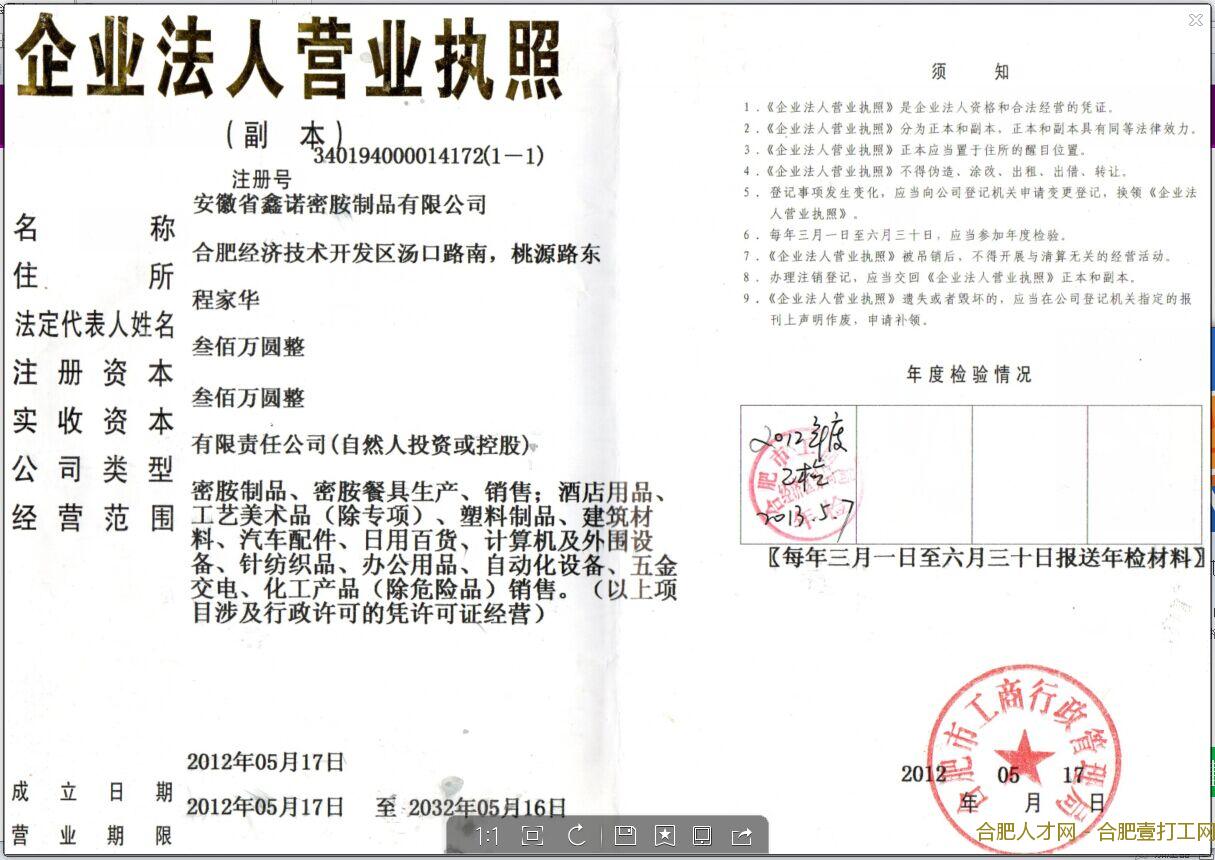 企业法人营业执照
(副 本)
340194000014172(1-1)
注册号
名 称 安徽省鑫诺密胺制品有限公司
住 所 合肥经济技术开发区汤口路南，桃源路东
法定代表人姓名 程家华
注册资本 叁佰万圆整
实收资本 叁佰万圆整
公司类型 有限责任公司(自然人投资或控股)
经营范围 密胺制品、密胺餐具生产、销售；酒店用品、
工艺美术品（除专项）、塑料制品、建筑材
料、汽车配件、日用百货、计算机及外围设
备、针纺织品、办公用品、自动化设备、五金
交电、化工产品（除危险品）销售。（以上项
目涉及行政许可的凭许可证经营）
成立日期 2012年05月17日
营业期限 2012年05月17日 至 2032年05月16日
须 知
1．《企业法人营业执照》是企业法人资格和合法经营的凭证。
2．《企业法人营业执照》分为正本和副本，正本和副本具有同等法律效力。
3．《企业法人营业执照》正本应当置于住所的醒目位置。
4．《企业法人营业执照》不得伪造、涂改、出租、出借、转让。
5．登记事项发生变化，应当向公司登记机关申请变更登记，换领《企业法
人营业执照》。
6．每年三月一日至六月三十日，应当参加年度检验。
7．《企业法人营业执照》被吊销后，不得开展与清算无关的经营活动。
8．办理注销登记，应当交回《企业法人营业执照》正本和副本。
9．《企业法人营业执照》遗失或者毁坏的，应当在公司登记机关指定的报
刊上声明作废，申请补领。
年度检验情况
2012年度
已检
2013.5.7
〖每年三月一日至六月三十日报送年检材料〗
合肥市工商行政管理局
2012 05 17
年 月 日
合肥人才网 - 合肥壹打工网
1:1